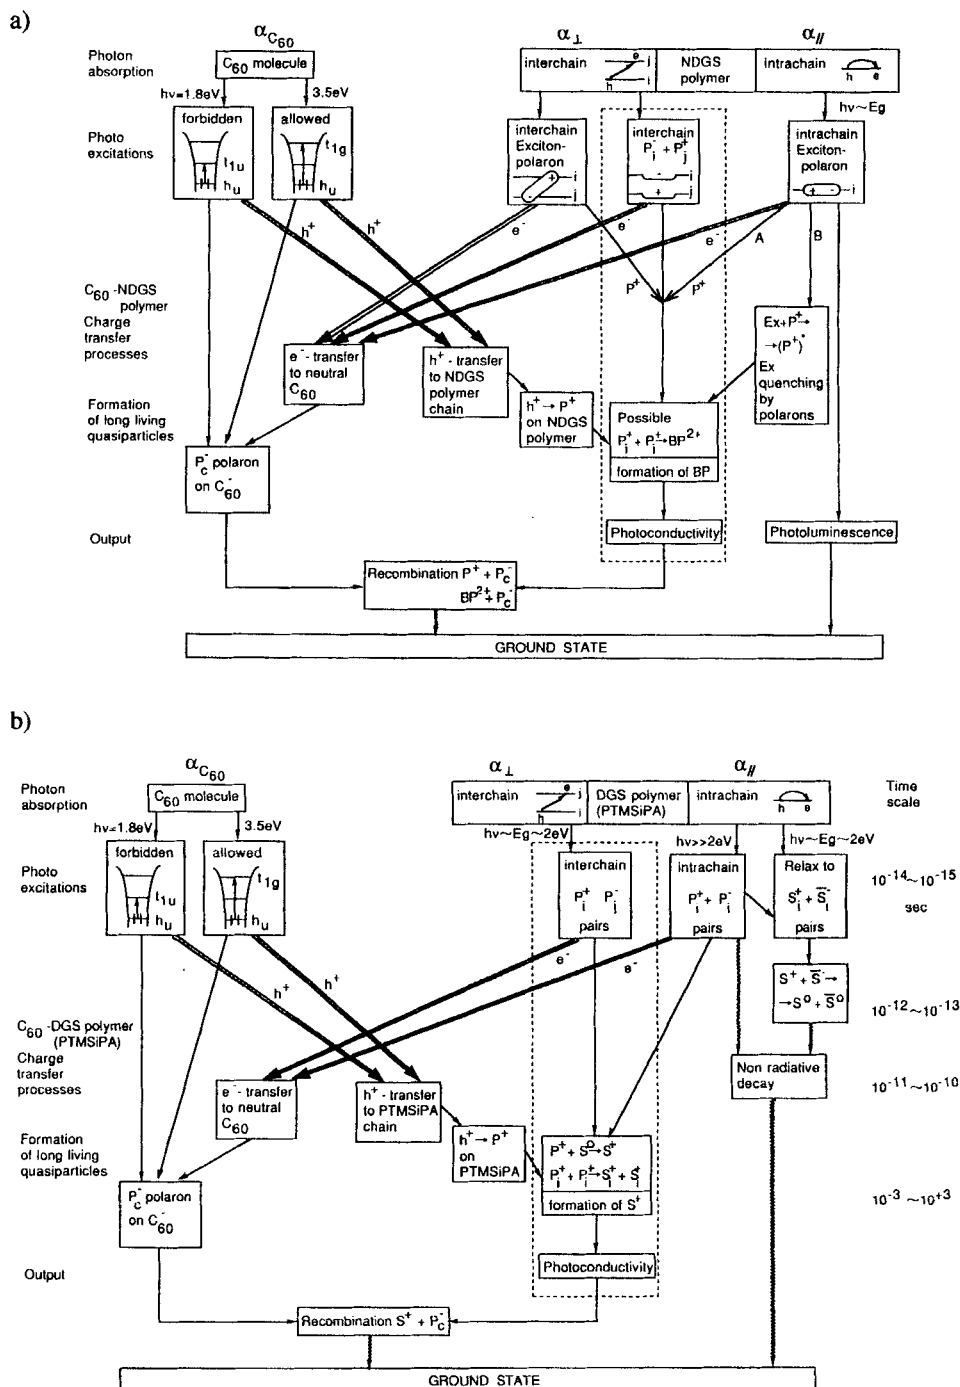 a)
α C60
α⊥
α//
Photon
absorption
C60 molecule
interchain
e
j
h
i
NDGS
polymer
intrachain
h e
hν=1.8eV
3.5eV
hν~Eg
Photo
excitations
forbidden
t1u
hu
allowed
t1g
hu
interchain
Exciton-
polaron
+
-
i
j
interchain
Pi- + Pj+
-
i
+
j
intrachain
Exciton-
polaron
+ -
i
h+
h+
e-
e-
e-
A
B
P+
P+
C60-NDGS
polymer
Charge
transfer
processes
e- - transfer
to neutral
C60
h+ - transfer
to NDGS
polymer
chain
Ex+P±→
→(P+)*
Ex
quenching
by
polarons
Formation
of long living
quasiparticles
h+→P+
on NDGS
polymer
Possible
Pi+ + Pi±→BP2+
formation of BP
Pc- polaron
on C60-
Output
Photoconductivity
Photoluminescence
Recombination P+ + Pc-
BP2+ + Pc-
GROUND STATE
b)
α C60
α⊥
α//
Photon
absorption
C60 molecule
interchain
e
j
h
i
DGS polymer
(PTMSiPA)
intrachain
h e
Time
scale
hν=1.8eV
3.5eV
hν~Eg~2eV
hν>>2eV
hν~Eg~2eV
Photo
excitations
forbidden
t1u
hu
allowed
t1g
hu
interchain
Pi+ Pj-
pairs
intrachain
Pi+ + Pi-
pairs
Relax to
Si+ + S̄i-
pairs
10-14~10-15
sec
h+
h+
e-
e-
S+ + S̄-→
→S0 + S̄0
10-12~10-13
C60-DGS polymer
(PTMSiPA)
Charge
transfer
processes
e- - transfer
to neutral
C60
h+ - transfer
to PTMSiPA
chain
Non radiative
decay
10-11~10-10
Formation
of long living
quasiparticles
h+→P+
on
PTMSiPA
P+ + S0→S+
Pi+ + Pi±→Si+ + Si+
formation of S+
10-3~10+3
Pc- polaron
on C60-
Output
Photoconductivity
Recombination S+ + Pc-
GROUND STATE